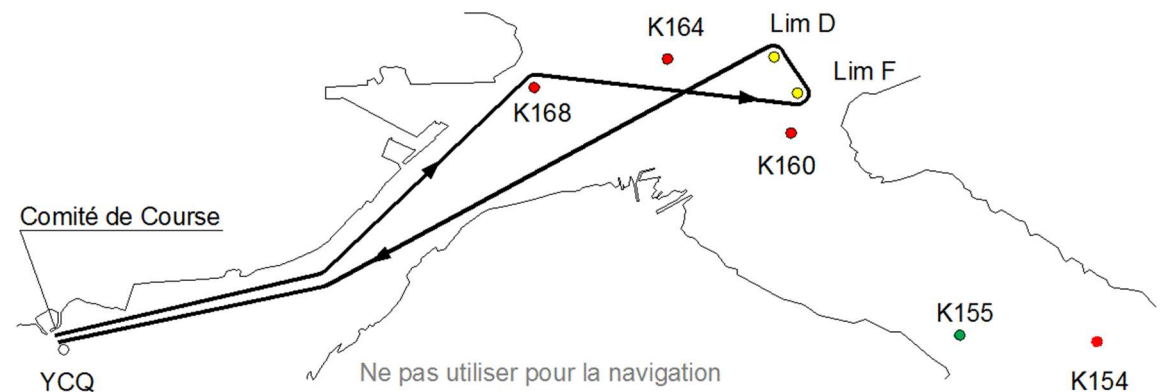 K164
Lim D
Lim F
K168
K160
Comité de Course
K155
YCQ
Ne pas utiliser pour la navigation
K154